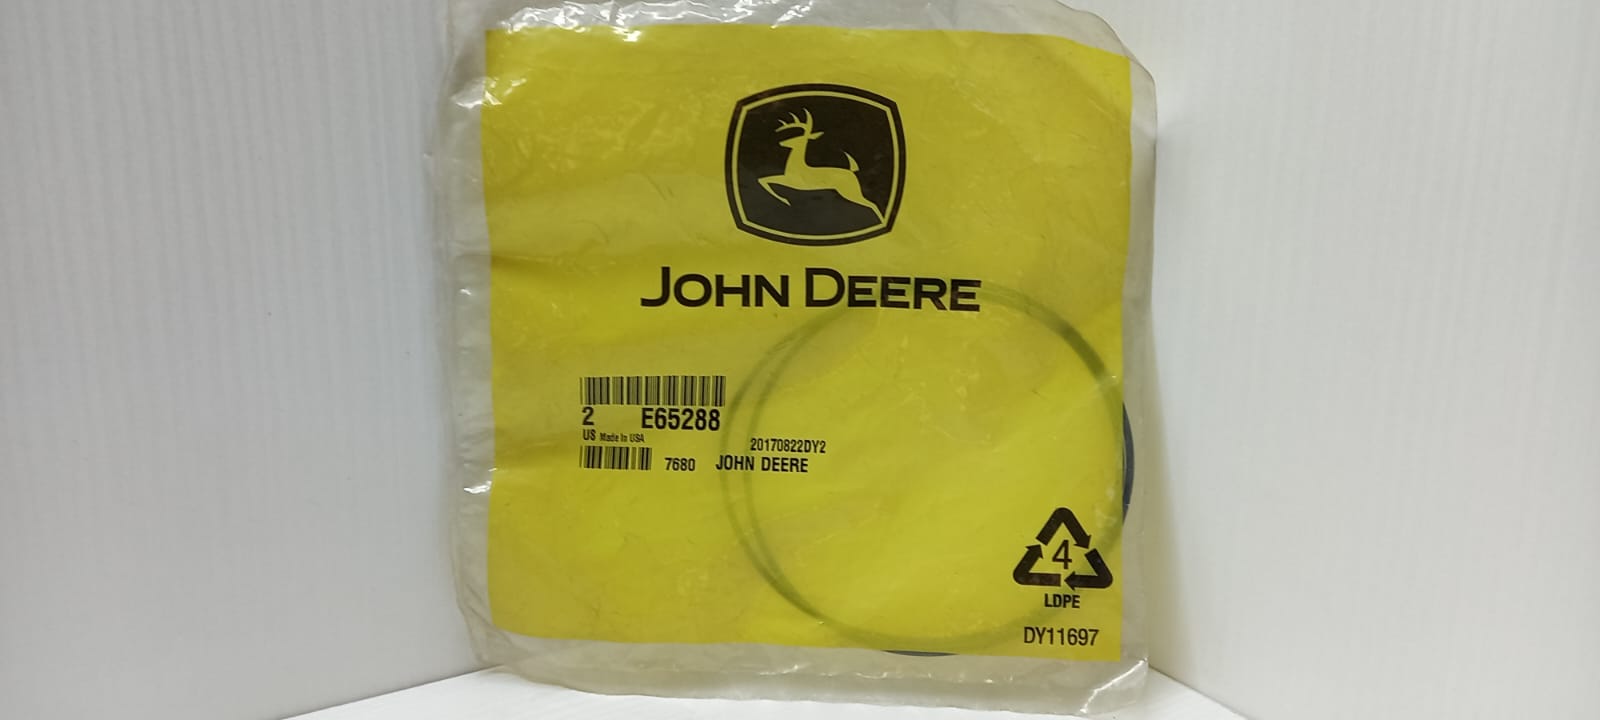 JOHN DEERE
2 E65288
US Made In USA
20170822DY2
7680 JOHN DEERE
4
LDPE
DY11697